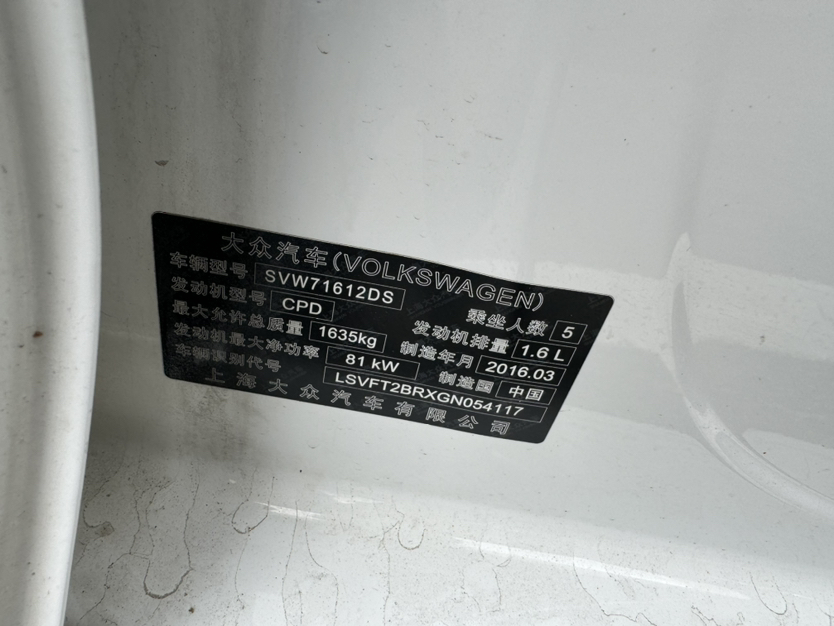 大众汽车(VOLKSWAGEN)
车辆型号 SVW71612DS 乘坐人数 5
发动机型号 CPD 发动机排量 1.6 L
最大允许总质量 1635kg 制造年月 2016.03
发动机最大净功率 81 kW 制造国 中国
车辆识别代号 LSVFT2BRXGN054117
上海大众汽车有限公司